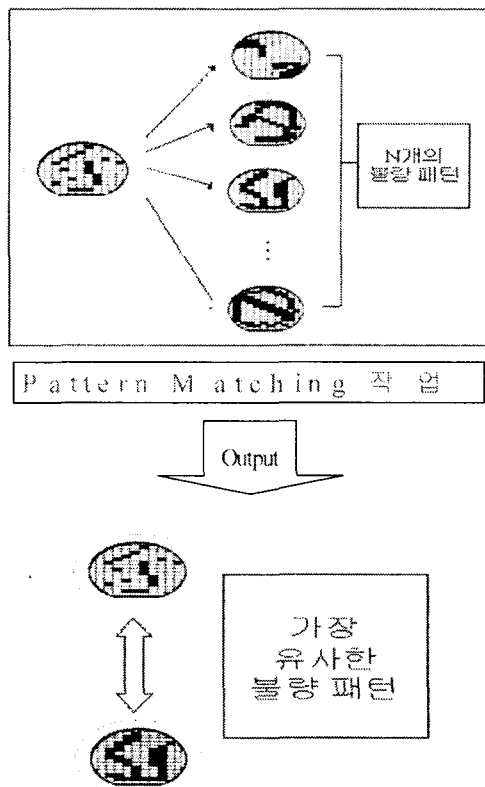 N개의
불량 패턴
Pattern Matching 작업
Output
가장
유사한
불량 패턴